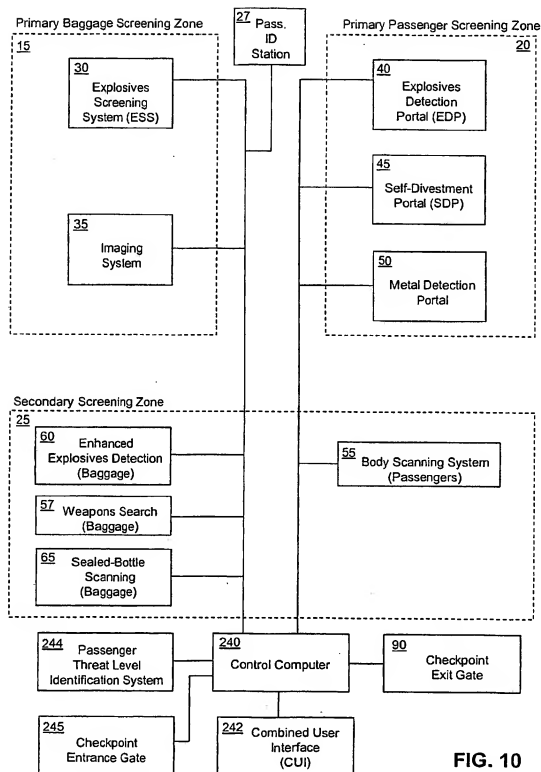 Primary Baggage Screening Zone
15
27
Pass.
ID
Station
Primary Passenger Screening Zone
20
30
Explosives
Screening
System (ESS)
40
Explosives
Detection
Portal (EDP)
45
Self-Divestment
Portal (SDP)
35
Imaging
System
50
Metal Detection
Portal
Secondary Screening Zone
25
60
Enhanced
Explosives Detection
(Baggage)
55 Body Scanning System
(Passengers)
57 Weapons Search
(Baggage)
65 Sealed-Bottle
Scanning
(Baggage)
244
Passenger
Threat Level
Identification System
240
Control Computer
90
Checkpoint
Exit Gate
245
Checkpoint
Entrance Gate
242 Combined User
Interface
(CUI)
FIG. 10